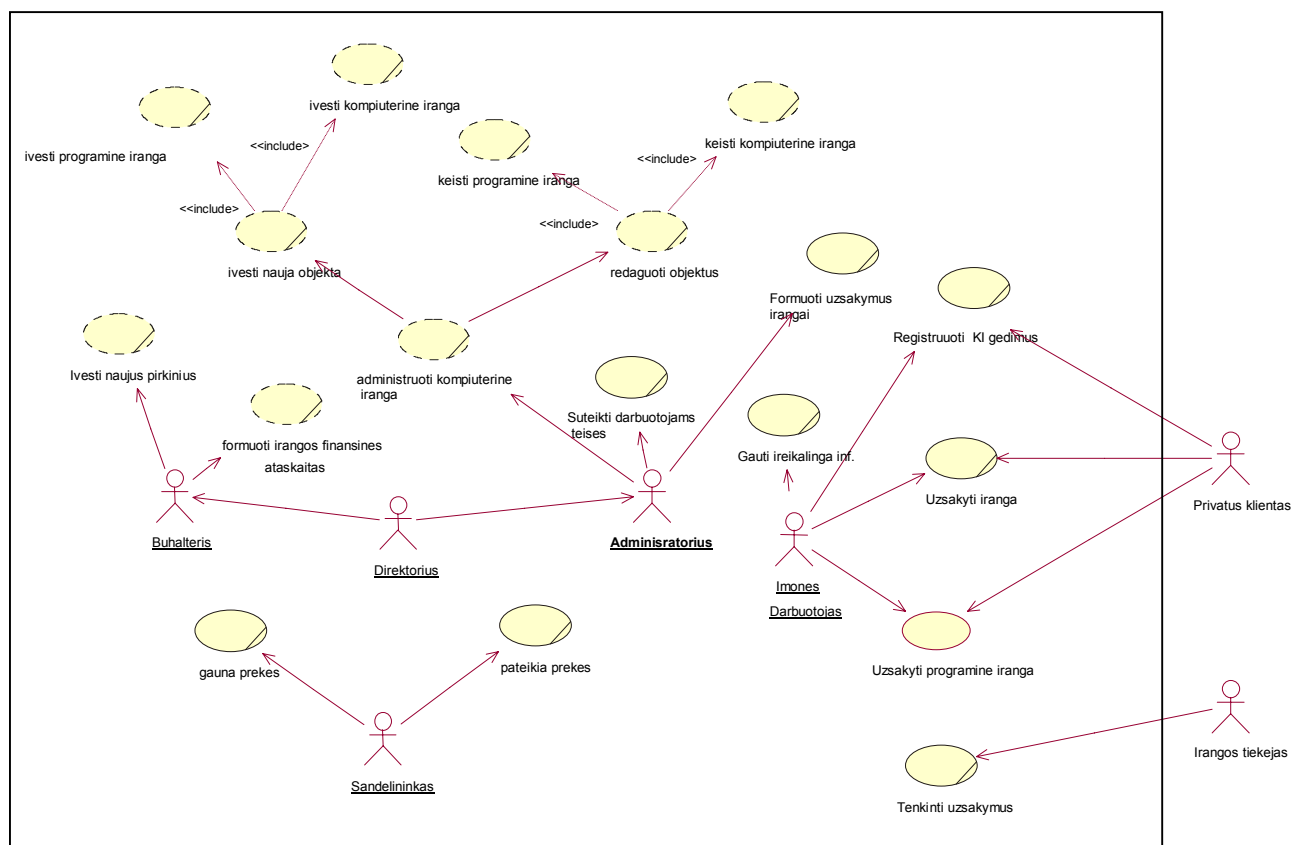 ivesti kompiuterine iranga
ivesti programine iranga
<<include>
<<include>
ivesti nauja objekta
keisti kompiuterine iranga
<<include>
keisti programine iranga
<<include>
redaguoti objektus
Formuoti uzsakymus
irangai
Registruuoti KI gedimus
Ivesti naujus pirkinius
administruoti kompiuterine
iranga
Suteikti darbuotojams
teises
formuoti irangos finansines
ataskaitas
Gauti ireikalinga inf.
Uzsakyti iranga
Privatus klientas
Buhalteris
Direktorius
Adminisratorius
Imones
Darbuotojas
gauna prekes
pateikia prekes
Uzsakyti programine iranga
Sandelininkas
Irangos tiekejas
Tenkinti uzsakymus